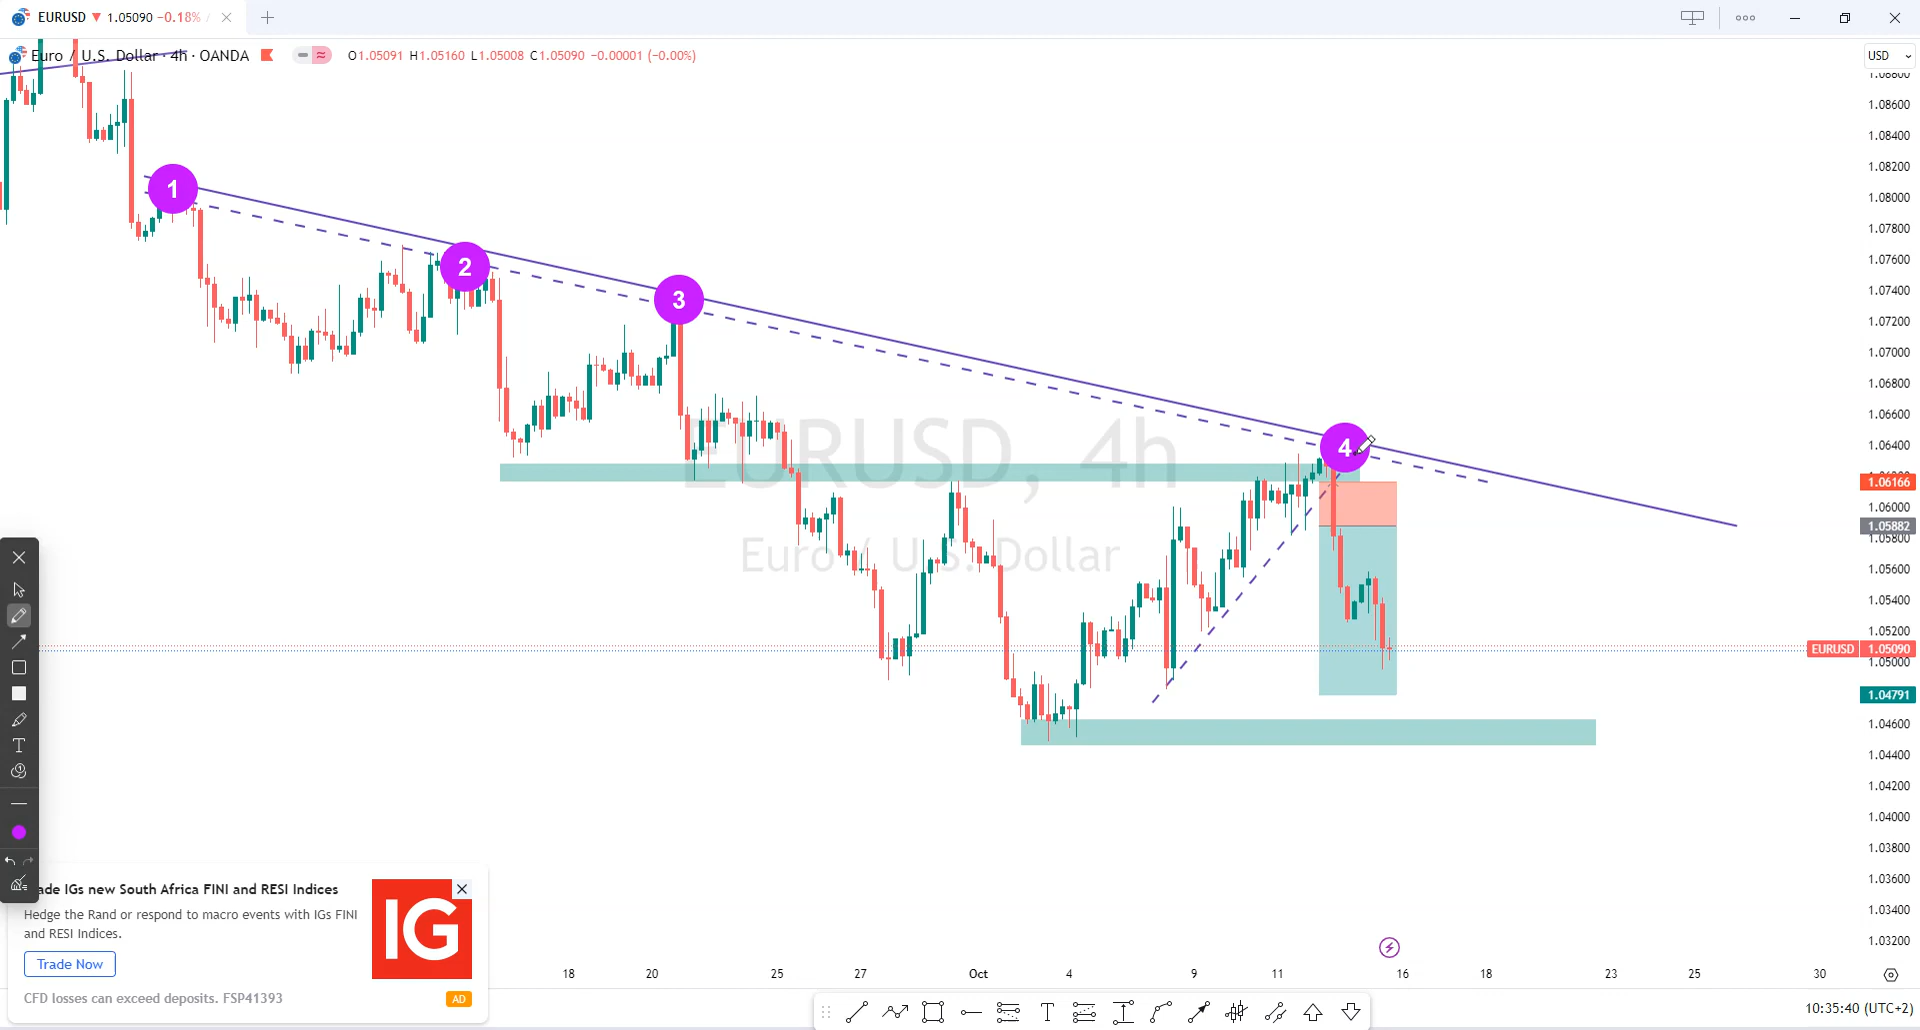 EURUSD ▼ 1.05090 −0.18% /
Euro / U.S. Dollar · 4h · OANDA
O1.05091 H1.05160 L1.05008 C1.05090 −0.00001 (−0.00%)
USD
1.08800
1.08600
1.08400
1.08200
1.08000
1.07800
1.07600
1.07400
1.07200
1.07000
1.06800
1.06600
1.06400
1.06166
1.06000
1.05882
1.05800
1.05600
1.05400
1.05200
EURUSD 1.05090
1.05000
1.04791
1.04600
1.04400
1.04200
1.04000
1.03800
1.03600
1.03400
1.03200
1
2
3
4
EURUSD, 4h
Euro / U.S. Dollar
ade IGs new South Africa FINI and RESI Indices
Hedge the Rand or respond to macro events with IGs FINI
and RESI Indices.
Trade Now
CFD losses can exceed deposits. FSP41393
IG
AD
18 20 25 27 Oct 4 9 11 16 18 23 25 30
10:35:40 (UTC+2)